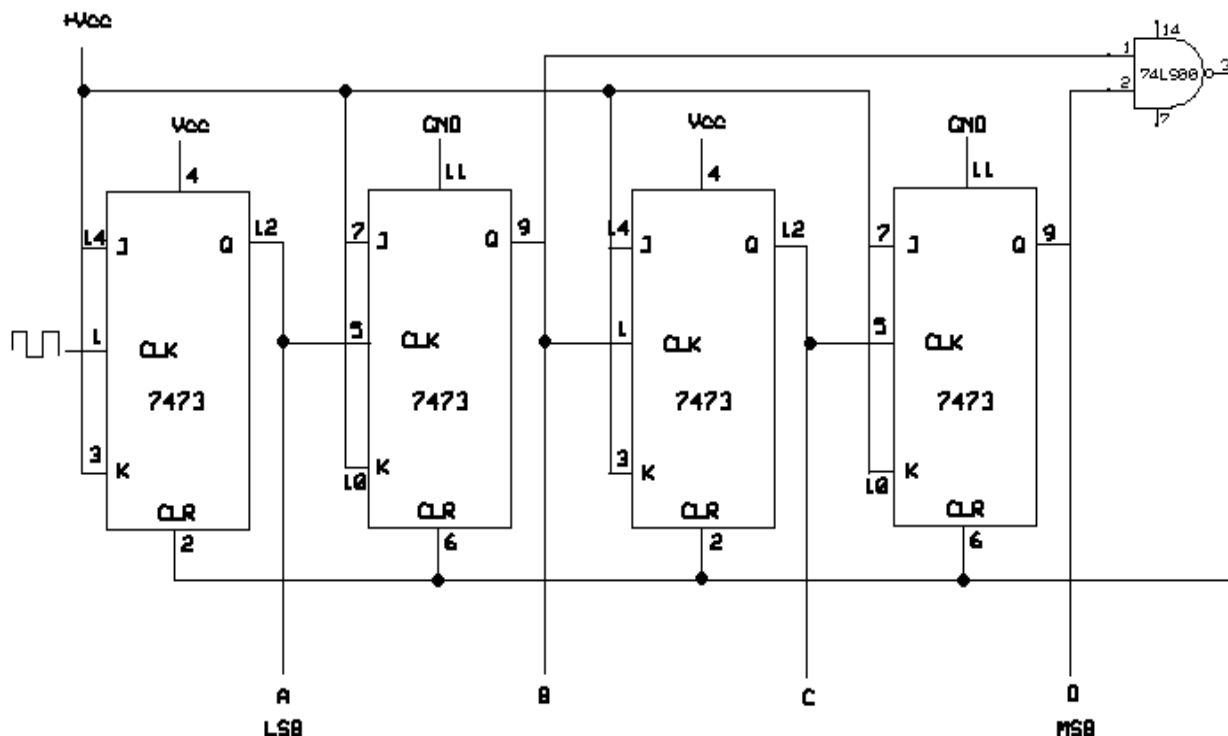 +Vcc
14
1
74LS00
3
2
7
Vcc
GND
Vcc
GND
4
11
4
11
14 J Q 12
7 J Q 9
14 J Q 12
7 J Q 9
1 CLK
5 CLK
1 CLK
5 CLK
7473
7473
7473
7473
3 K
10 K
3 K
10 K
CLR
CLR
CLR
CLR
2
6
2
6
A
B
C
D
LSB
MSB